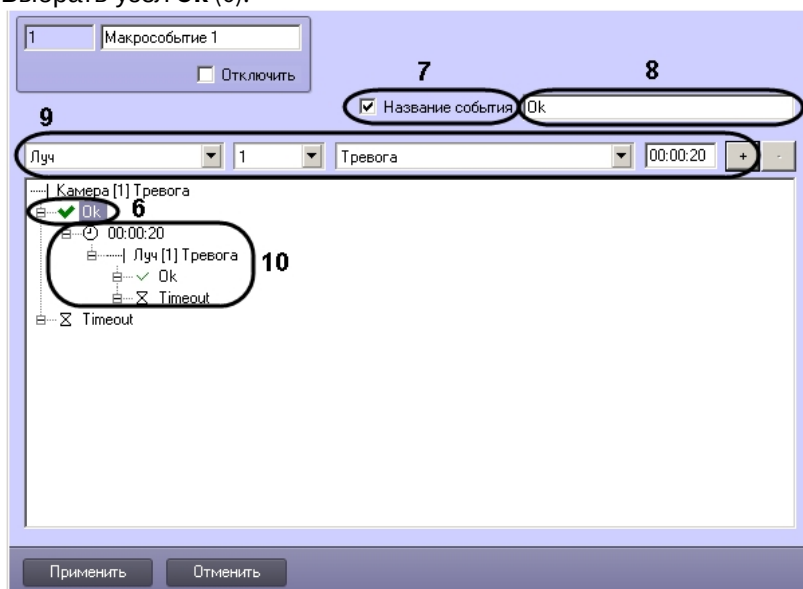 Выбрать узел Ok (6).
1 Макрособытие 1
Отключить
7 8
Название события Ok
9
Луч 1 Тревога 00:00:20 + -
Камера [1] Тревога
Ok 6
00:00:20
Луч [1] Тревога 10
Ok
Timeout
Timeout
Применить Отменить